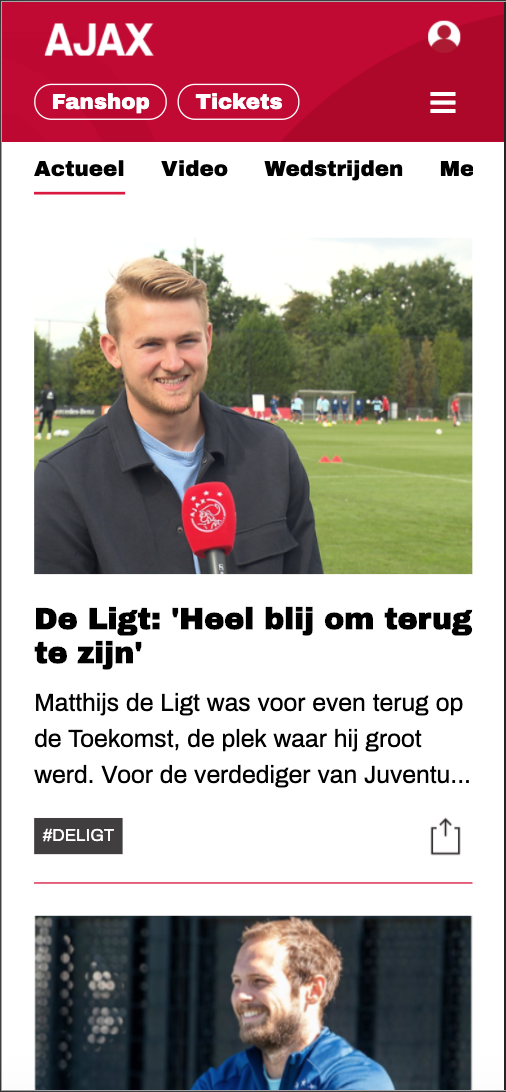 AJAX
Fanshop Tickets
Actueel Video Wedstrijden Me
AJAX
De Ligt: 'Heel blij om terug
te zijn'
Matthijs de Ligt was voor even terug op
de Toekomst, de plek waar hij groot
werd. Voor de verdediger van Juventu...
#DELIGT